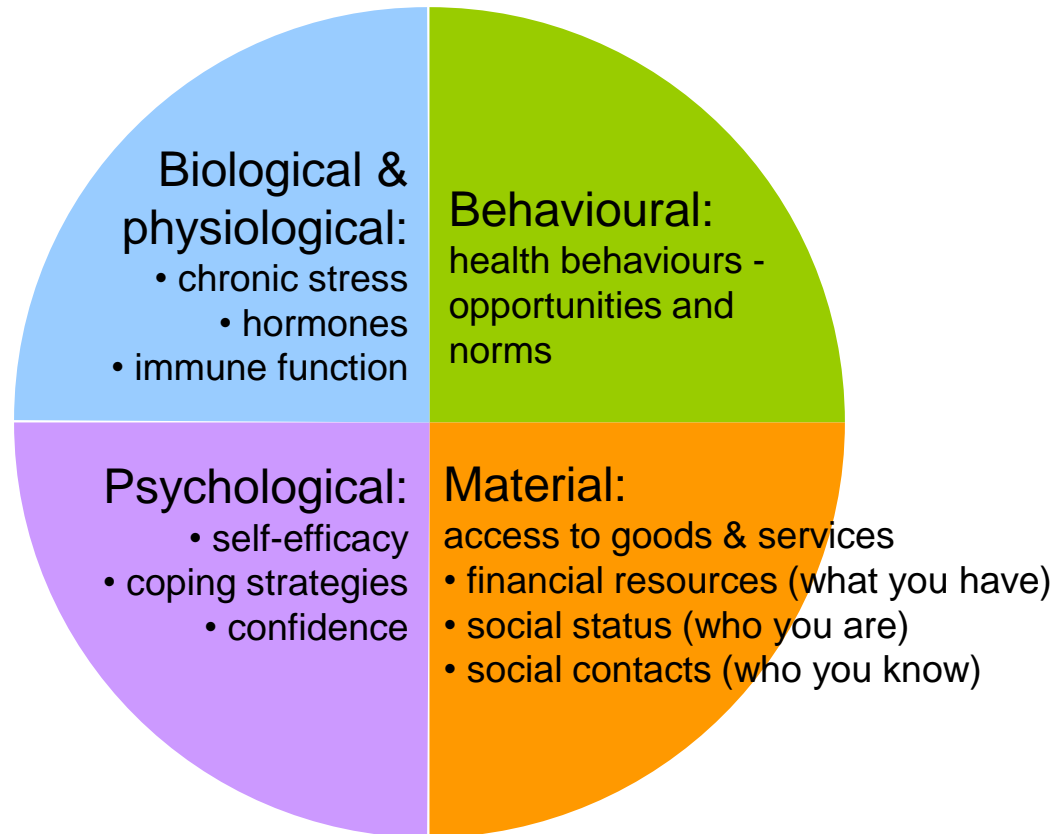 Biological &
physiological:
• chronic stress
• hormones
• immune function
Behavioural:
health behaviours -
opportunities and
norms
Psychological:
• self-efficacy
• coping strategies
• confidence
Material:
access to goods & services
• financial resources (what you have)
• social status (who you are)
• social contacts (who you know)